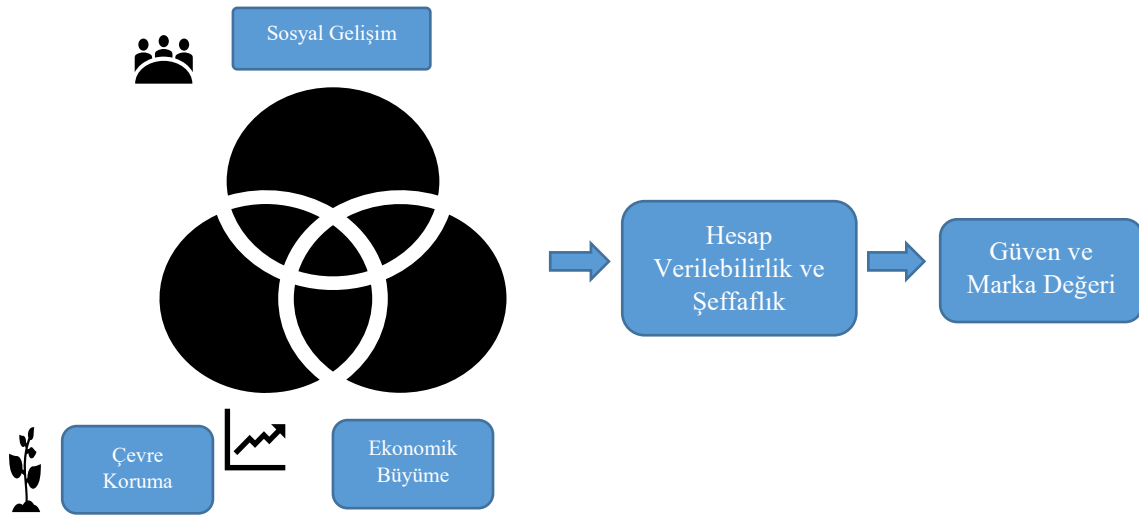 Sosyal Gelişim
Hesap
Verilebilirlik ve
Şeffaflık
Güven ve
Marka Değeri
Çevre
Koruma
Ekonomik
Büyüme